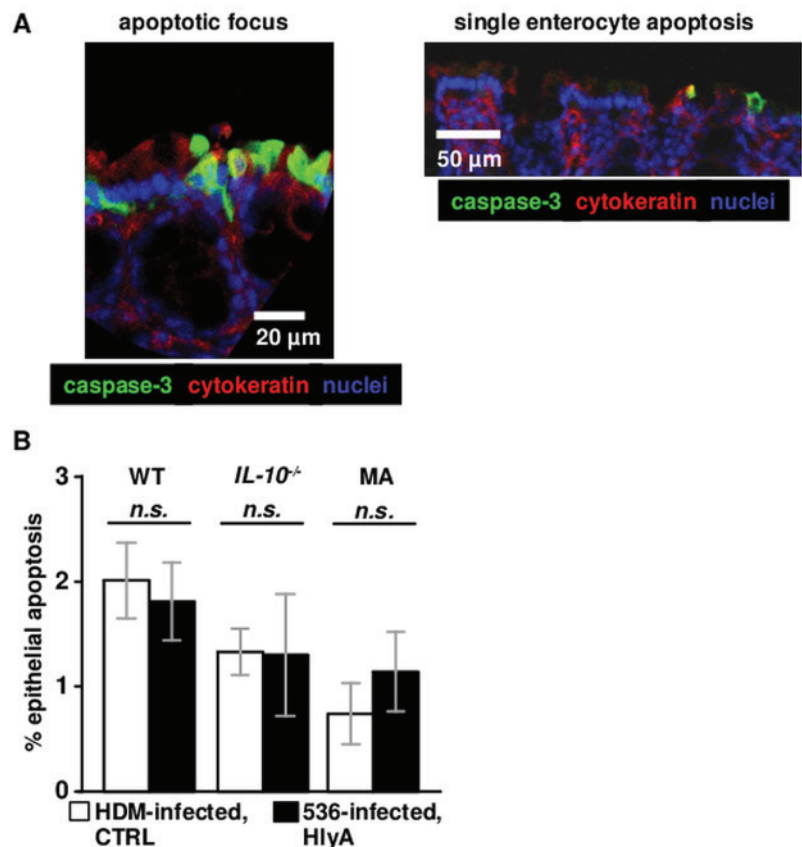 A
apoptotic focus
single enterocyte apoptosis
20 µm
50 µm
caspase-3 cytokeratin nuclei
caspase-3 cytokeratin nuclei
B
WT
IL-10-/-
MA
n.s.
n.s.
n.s.
% epithelial apoptosis
3
2
1
0
HDM-infected,
CTRL
536-infected,
HlyA